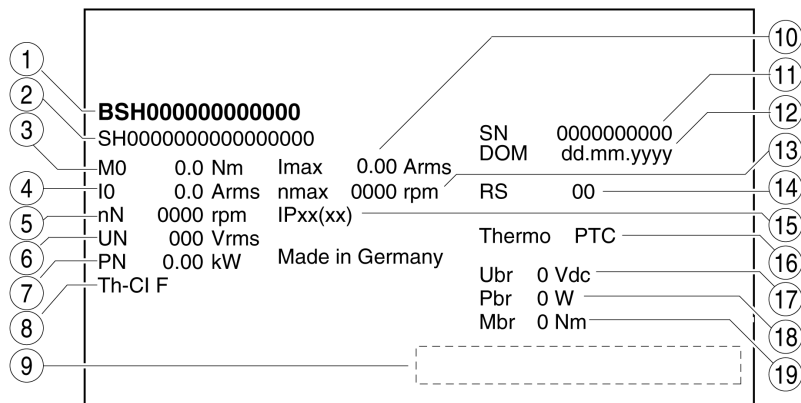 1
2
3
4
5
6
7
8
9
10
11
12
13
14
15
16
17
18
19
BSH000000000000
SH0000000000000000
M0 0.0 Nm Imax 0.00 Arms
I0 0.0 Arms nmax 0000 rpm
nN 0000 rpm IPxx(xx)
UN 000 Vrms
PN 0.00 kW Made in Germany
Th-CI F
SN 0000000000
DOM dd.mm.yyyy
RS 00
Thermo PTC
Ubr 0 Vdc
Pbr 0 W
Mbr 0 Nm